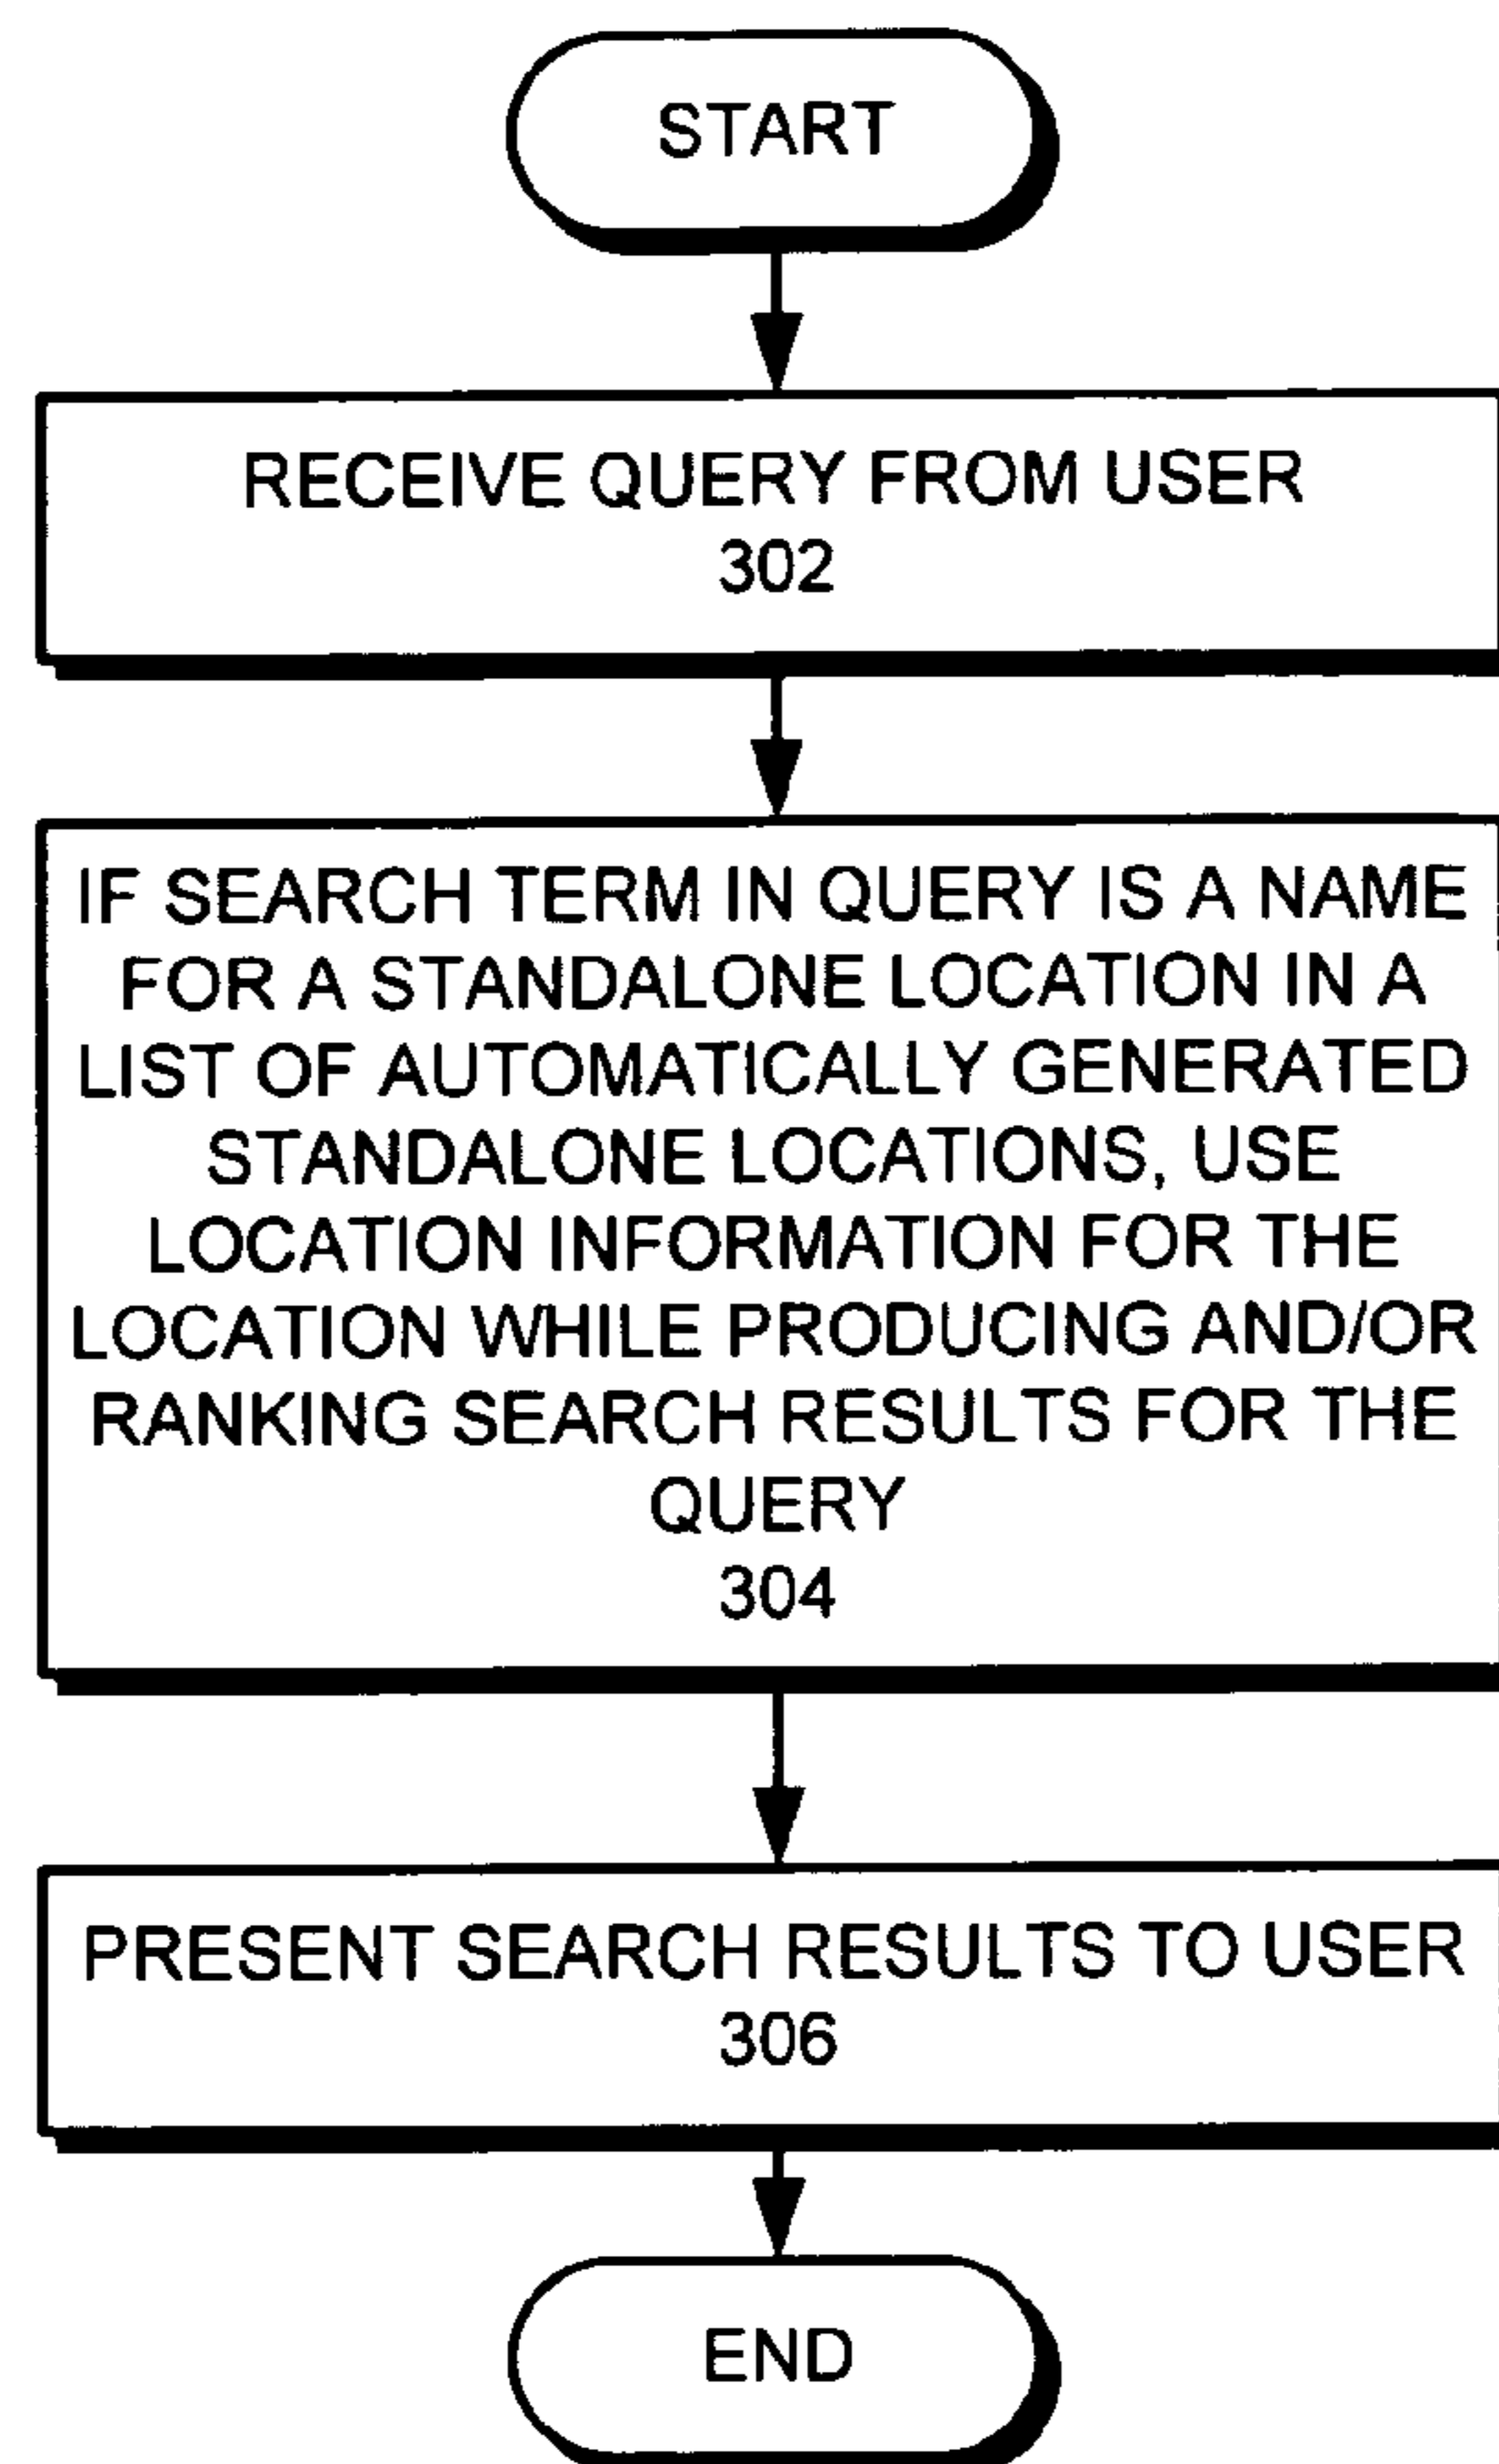 START
RECEIVE QUERY FROM USER
302
IF SEARCH TERM IN QUERY IS A NAME
FOR A STANDALONE LOCATION IN A
LIST OF AUTOMATICALLY GENERATED
STANDALONE LOCATIONS, USE
LOCATION INFORMATION FOR THE
LOCATION WHILE PRODUCING AND/OR
RANKING SEARCH RESULTS FOR THE
QUERY
304
PRESENT SEARCH RESULTS TO USER
306
END